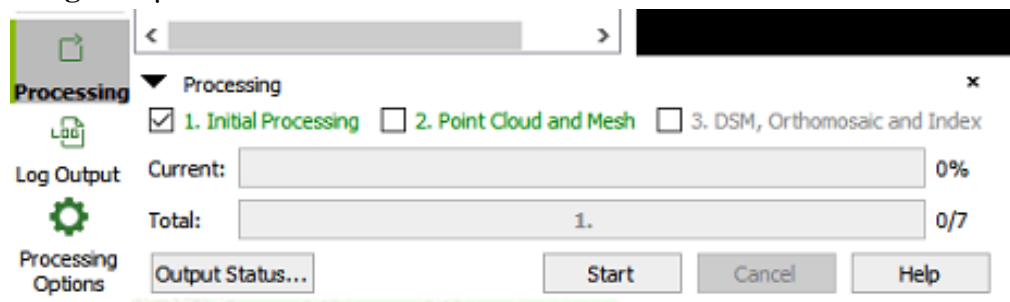 Processing
Log Output
Processing
Options
Processing
1. Initial Processing 2. Point Cloud and Mesh 3. DSM, Orthomosaic and Index
Current: 0%
Total: 1. 0/7
Output Status... Start Cancel Help